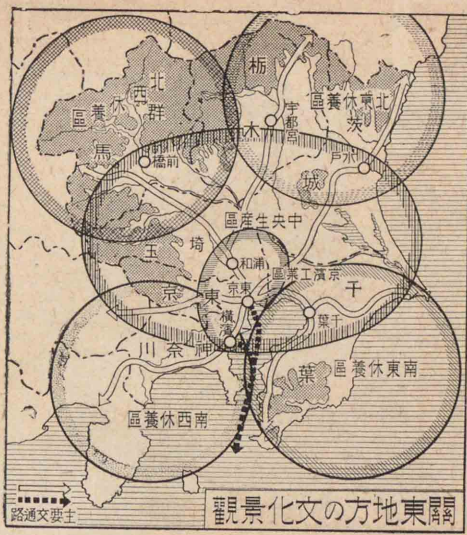 觀景化文の方地東關
路通交要主
區養休西北
區養休東北
區產生央中
區業工濱京
區養休東南
區養休西南
群馬
栃木
茨城
埼玉
東京
千葉
神奈川
前橋
宇都宮
水戶
浦和
東京
千葉
橫濱